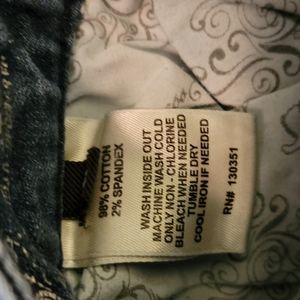 98% COTTON
2% SPANDEX
WASH INSIDE OUT
MACHINE WASH COLD
ONLY NON - CHLORINE
BLEACH WHEN NEEDED
TUMBLE DRY
COOL IRON IF NEEDED
RN# 130351